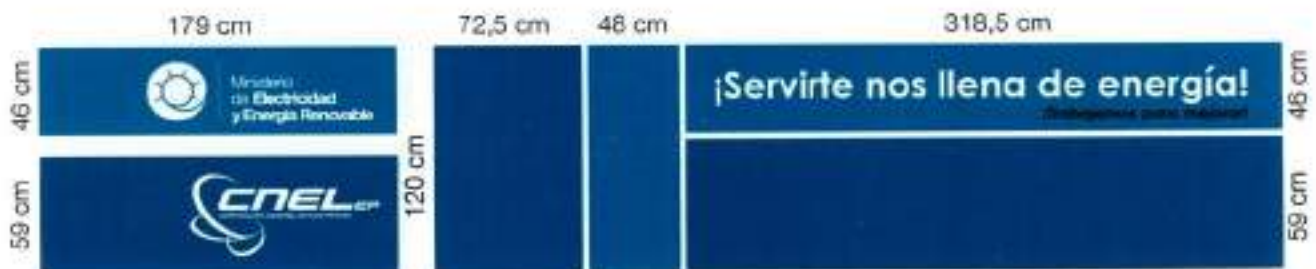 179 cm
72,5 cm
48 cm
318,5 cm
46 cm
Ministerio
de Electricidad
y Energía Renovable
¡Servirte nos llena de energía!
46 cm
120 cm
59 cm
CNEL EP
59 cm